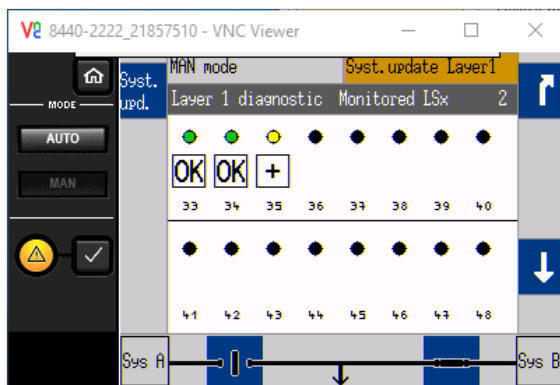 8440-2222_21857510 - VNC Viewer
MODE
AUTO
MAN
Syst.
upd.
MAN mode
Syst.update Layer1
Layer 1 diagnostic Monitored LSx 2
OK OK +
33 34 35 36 37 38 39 40
41 42 43 44 45 46 47 48
Sys A
Sys B